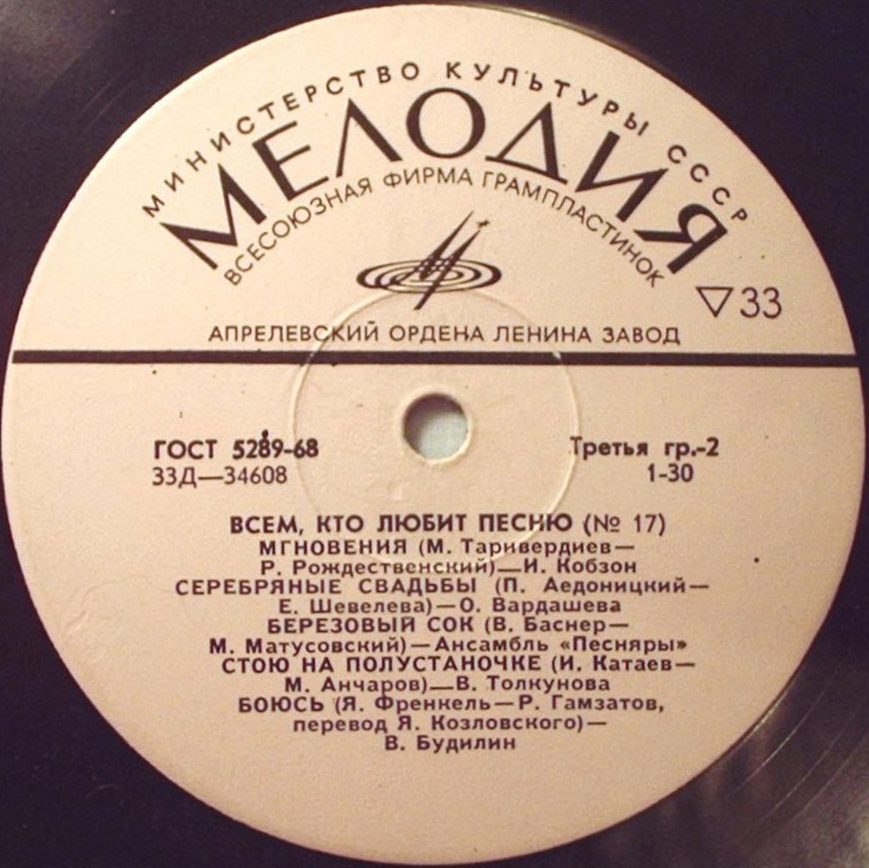 МИНИСТЕРСТВО КУЛЬТУРЫ СССР
МЕЛОДИЯ
ВСЕСОЮЗНАЯ ФИРМА ГРАМПЛАСТИНОК
▽33
АПРЕЛЕВСКИЙ ОРДЕНА ЛЕНИНА ЗАВОД
ГОСТ 5289-68
Третья гр.-2
33Д—34608
1-30
ВСЕМ, КТО ЛЮБИТ ПЕСНЮ (№ 17)
МГНОВЕНИЯ (М. Таривердиев—
Р. Рождественский)—И. Кобзон
СЕРЕБРЯНЫЕ СВАДЬБЫ (П. Аедоницкий—
Е. Шевелева)—О. Вардашева
БЕРЕЗОВЫЙ СОК (В. Баснер—
М. Матусовский)—Ансамбль «Песняры»
СТОЮ НА ПОЛУСТАНОЧКЕ (И. Катаев—
М. Анчаров)—В. Толкунова
БОЮСЬ (Я. Френкель—Р. Гамзатов,
перевод Я. Козловского)—
В. Будилин